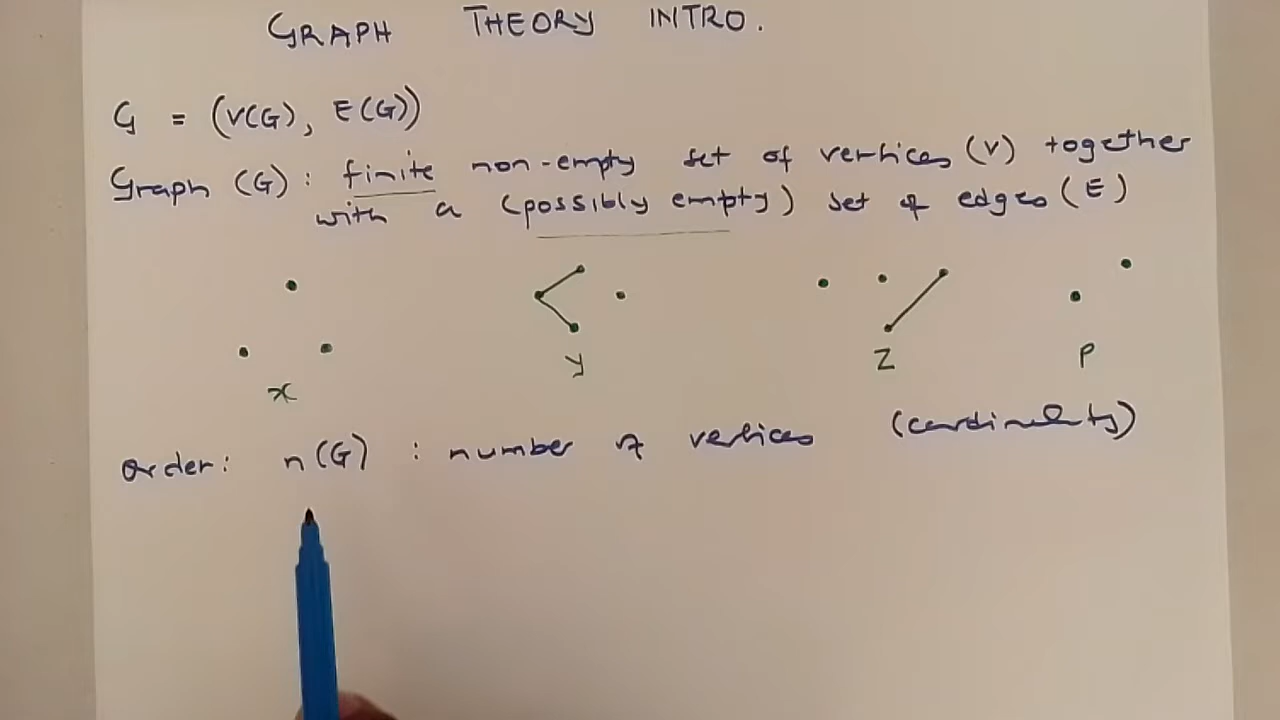 GRAPH THEORY INTRO.
G = (V(G), E(G))
Graph (G): finite non-empty set of vertices (V) together
with a (possibly empty) set of edges (E)
x y z P
order: n(G) : number of vertices (cardinality)